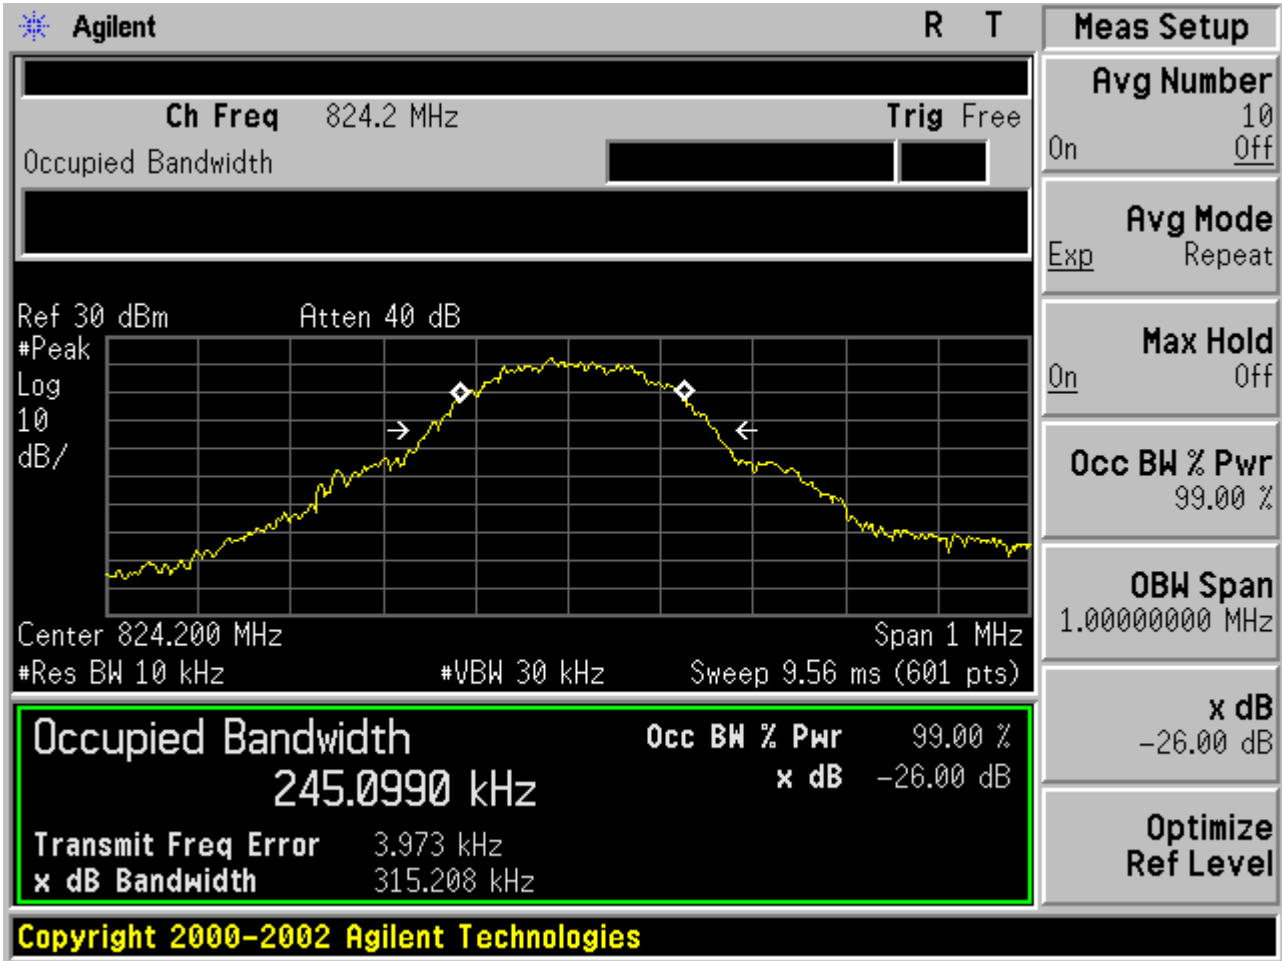 Agilent R T
Ch Freq 824.2 MHz Trig Free
Occupied Bandwidth
Ref 30 dBm Atten 40 dB
#Peak
Log
10
dB/
Center 824.200 MHz Span 1 MHz
#Res BW 10 kHz #VBW 30 kHz Sweep 9.56 ms (601 pts)
Occupied Bandwidth
245.0990 kHz
Occ BW % Pwr 99.00 %
x dB -26.00 dB
Transmit Freq Error 3.973 kHz
x dB Bandwidth 315.208 kHz
Copyright 2000-2002 Agilent Technologies
Meas Setup
Avg Number
10
On Off
Avg Mode
Exp Repeat
Max Hold
On Off
Occ BW % Pwr
99.00 %
OBW Span
1.00000000 MHz
x dB
-26.00 dB
Optimize
Ref Level